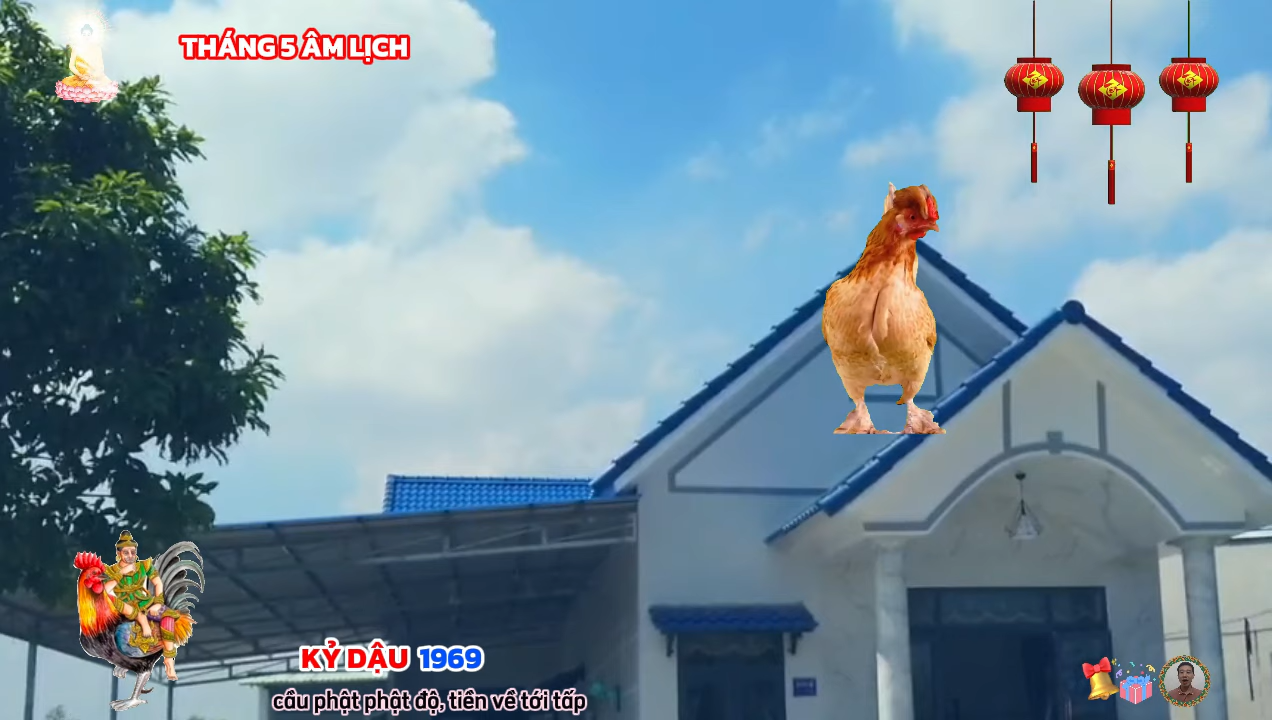 THÁNG 5 ÂM LỊCH
KỶ DẬU 1969
cầu phật phật độ, tiền về tới tấp